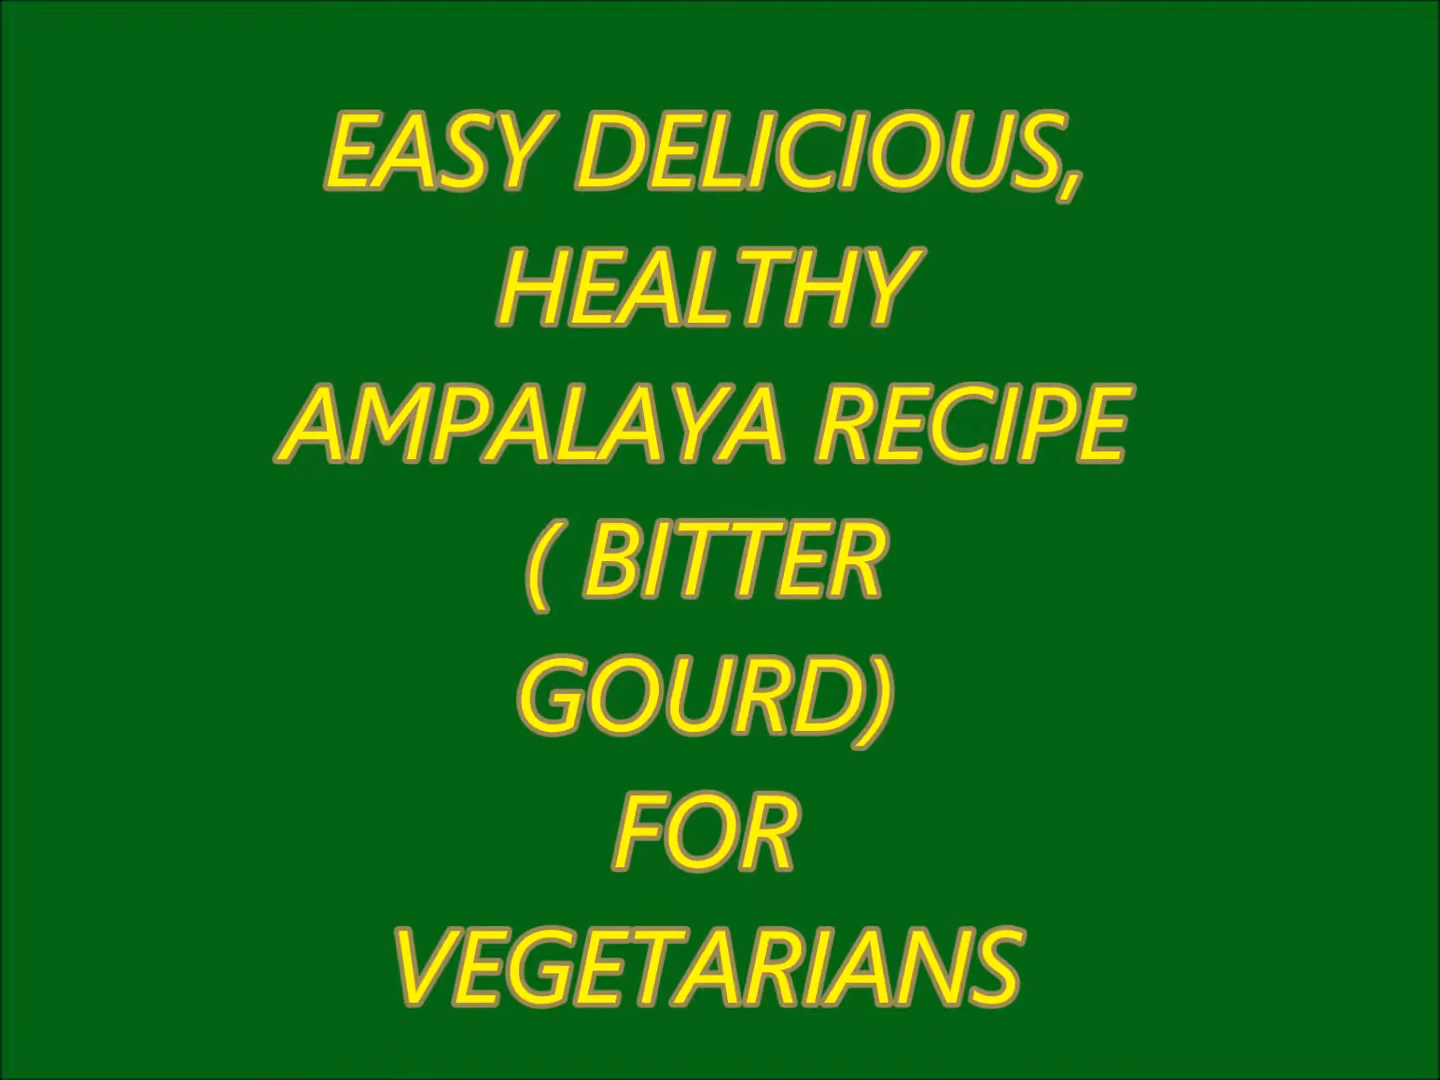 EASY DELICIOUS,
HEALTHY
AMPALAYA RECIPE
( BITTER
GOURD)
FOR
VEGETARIANS